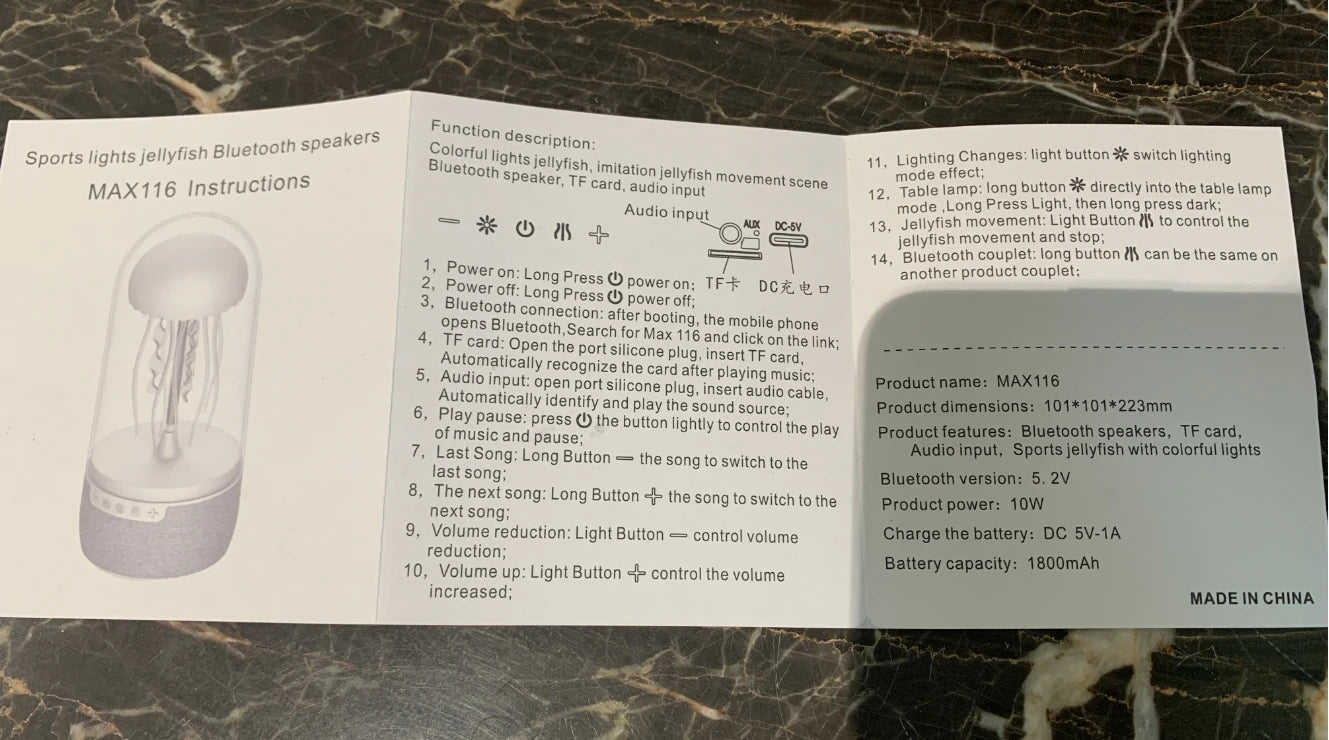 Sports lights jellyfish Bluetooth speakers
MAX116 Instructions
Function description:
Colorful lights jellyfish, imitation jellyfish movement scene
Bluetooth speaker, TF card, audio input
Audio input
AUX
DC-5V
TF卡
DC充电口
1, Power on: Long Press power on;
2, Power off: Long Press power off;
3, Bluetooth connection: after booting, the mobile phone
opens Bluetooth,Search for Max 116 and click on the link;
4, TF card: Open the port silicone plug, insert TF card,
Automatically recognize the card after playing music;
5, Audio input: open port silicone plug, insert audio cable,
Automatically identify and play the sound source;
6, Play pause: press the button lightly to control the play
of music and pause;
7, Last Song: Long Button — the song to switch to the
last song;
8, The next song: Long Button + the song to switch to the
next song;
9, Volume reduction: Light Button — control volume
reduction;
10, Volume up: Light Button + control the volume
increased;
11, Lighting Changes: light button switch lighting
mode effect;
12, Table lamp: long button directly into the table lamp
mode ,Long Press Light, then long press dark;
13, Jellyfish movement: Light Button to control the
jellyfish movement and stop;
14, Bluetooth couplet: long button can be the same on
another product couplet;
Product name: MAX116
Product dimensions: 101*101*223mm
Product features: Bluetooth speakers, TF card,
Audio input, Sports jellyfish with colorful lights
Bluetooth version: 5.2V
Product power: 10W
Charge the battery: DC 5V-1A
Battery capacity: 1800mAh
MADE IN CHINA